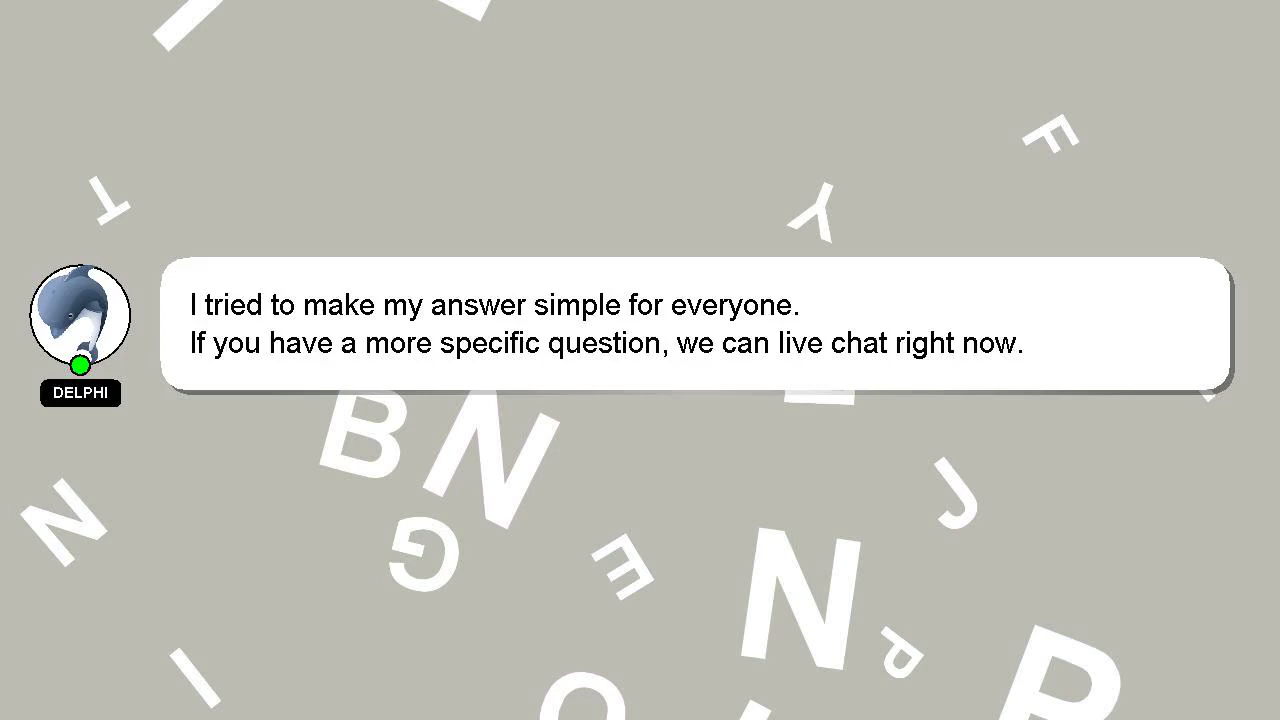 F
T
Y
I tried to make my answer simple for everyone.
If you have a more specific question, we can live chat right now.
DELPHI
B N
N
J
G
E
N
P
I
O